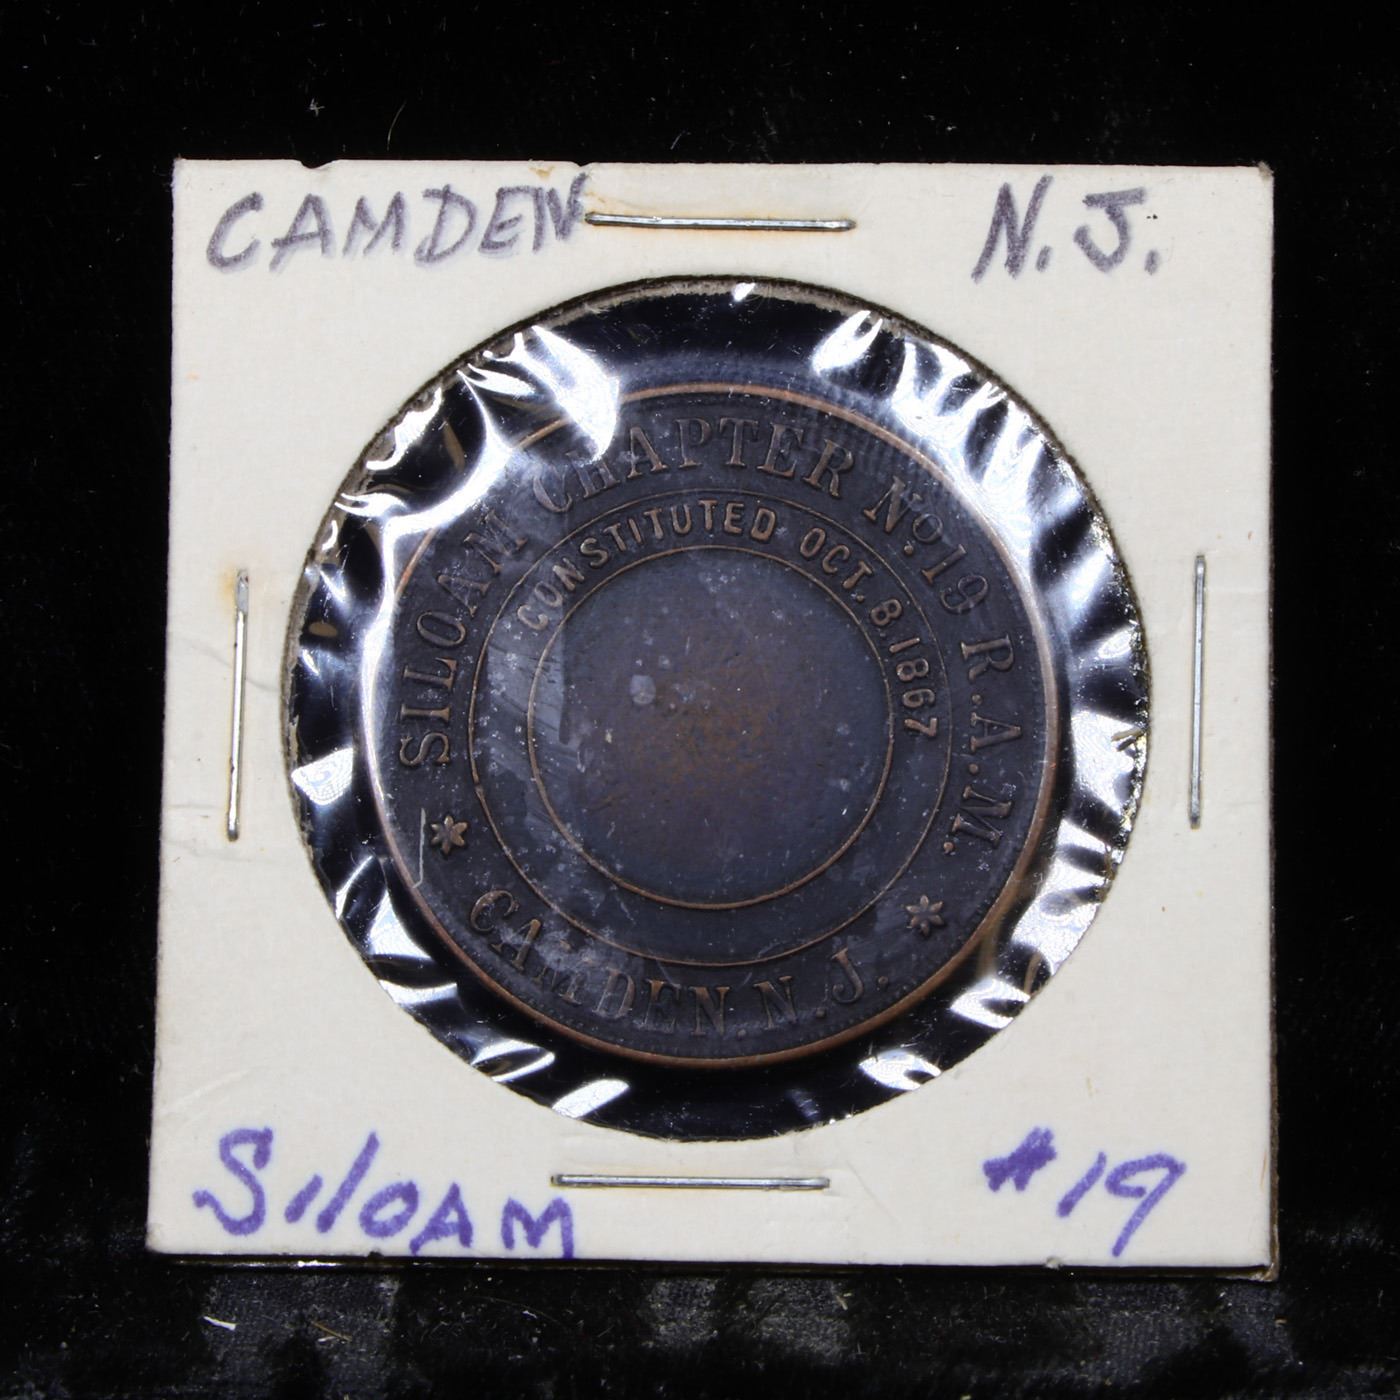 CAMDEN N.J.
SILOAM CHAPTER No. 19 R.A.M.
CONSTITUTED OCT. 8. 1867
CAMDEN. N. J.
SilOAM #19